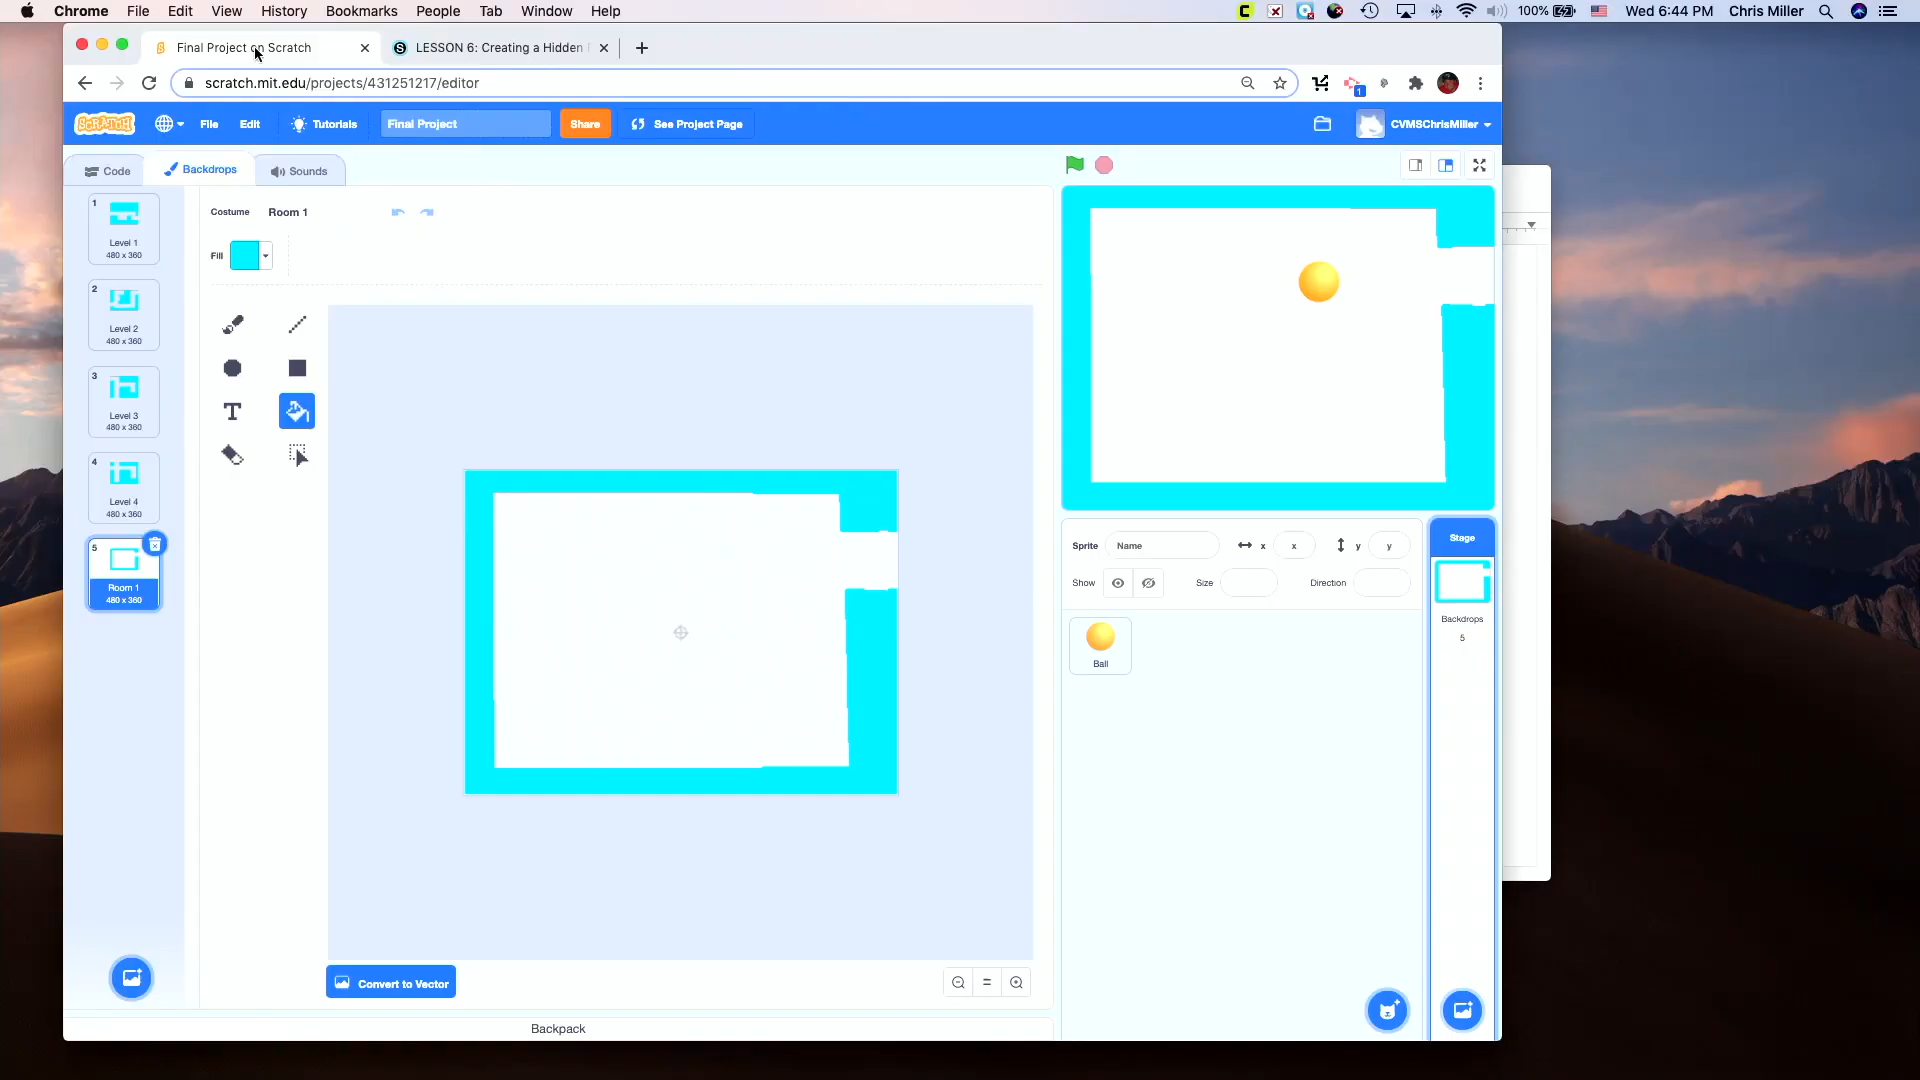 Chrome File Edit View History Bookmarks People Tab Window Help 100% Wed 6:44 PM Chris Miller
Final Project on Scratch LESSON 6: Creating a Hidden
scratch.mit.edu/projects/431251217/editor 1
SCRATCH File Edit Tutorials Final Project Share See Project Page CVMSChrisMiller
Code Backdrops Sounds
1
Level 1
480 x 360
2
Level 2
480 x 360
3
Level 3
480 x 360
4
Level 4
480 x 360
5
Room 1
480 x 360
Costume Room 1
Fill
T
Convert to Vector
Backpack
Sprite Name x x y y
Show Size Direction
Ball
Stage
Backdrops
5